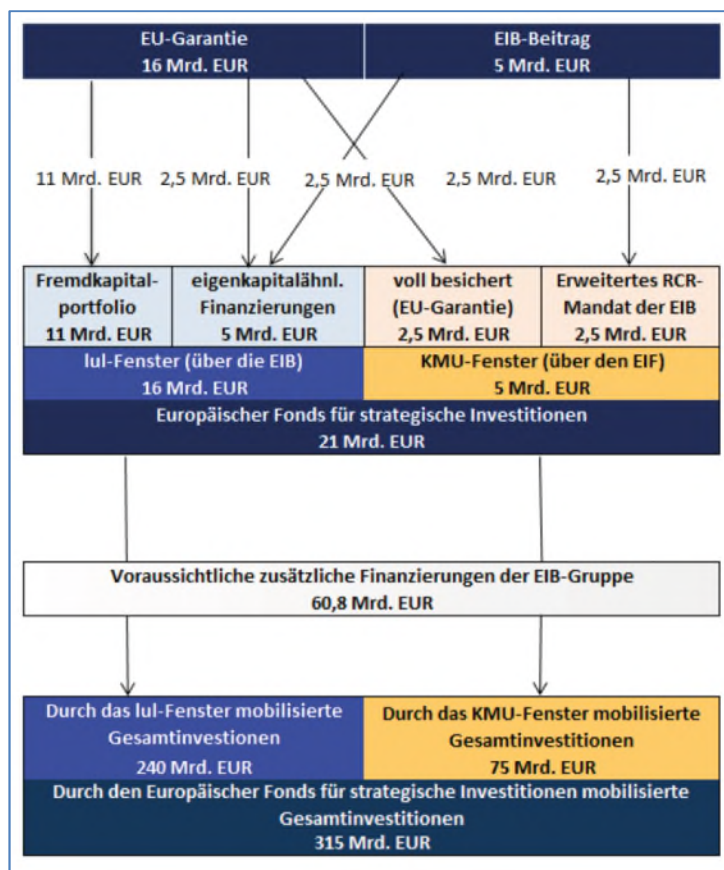 EU-Garantie
16 Mrd. EUR
EIB-Beitrag
5 Mrd. EUR
11 Mrd. EUR
2,5 Mrd. EUR
2,5 Mrd. EUR
2,5 Mrd. EUR
2,5 Mrd. EUR
Fremdkapital-
portfolio
11 Mrd. EUR
eigenkapitalähnl.
Finanzierungen
5 Mrd. EUR
voll besichert
(EU-Garantie)
2,5 Mrd. EUR
Erweitertes RCR-
Mandat der EIB
2,5 Mrd. EUR
IuI-Fenster (über die EIB)
16 Mrd. EUR
KMU-Fenster (über den EIF)
5 Mrd. EUR
Europäischer Fonds für strategische Investitionen
21 Mrd. EUR
Voraussichtliche zusätzliche Finanzierungen der EIB-Gruppe
60,8 Mrd. EUR
Durch das IuI-Fenster mobilisierte
Gesamtinvestionen
240 Mrd. EUR
Durch das KMU-Fenster mobilisierte
Gesamtinvestitionen
75 Mrd. EUR
Durch den Europäischer Fonds für strategische Investitionen mobilisierte
Gesamtinvestitionen
315 Mrd. EUR